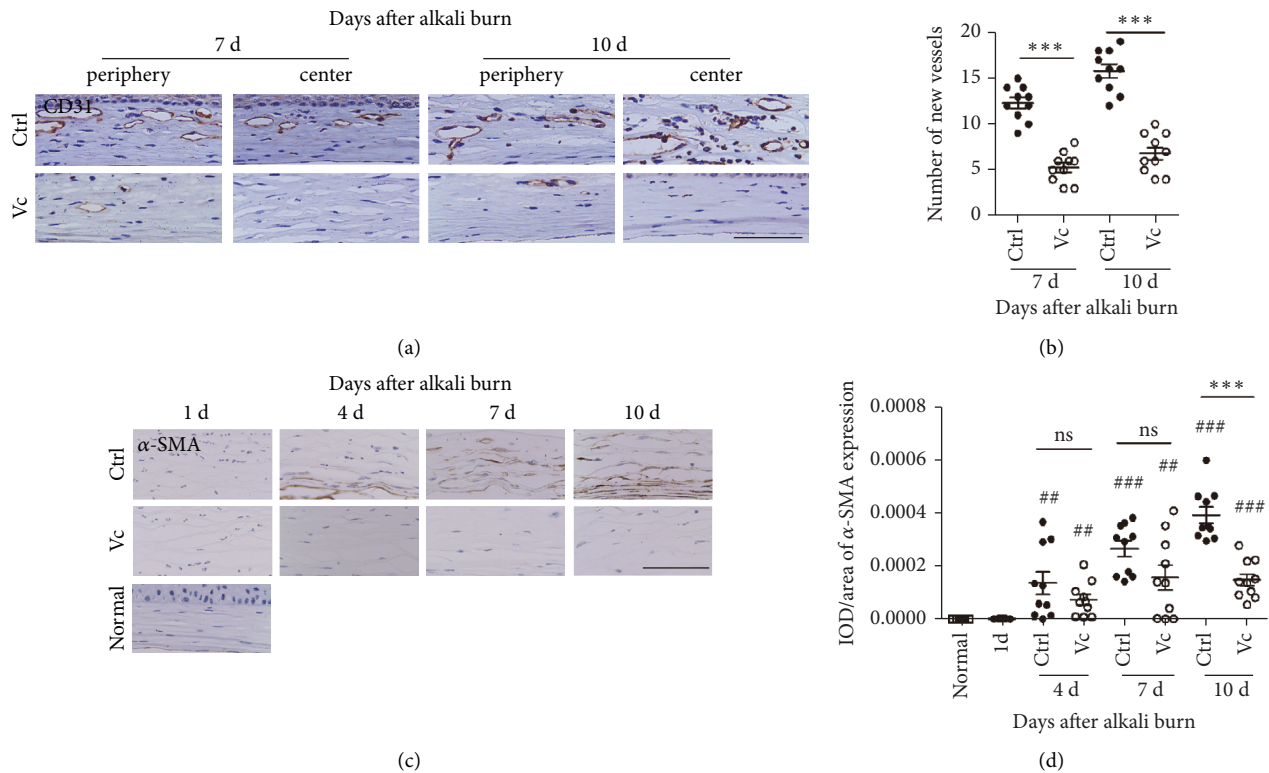 Days after alkali burn
7 d 10 d
periphery center periphery center
Ctrl CD31
Vc
(a)
*** ***
Number of new vessels
20
15
10
5
0
Ctrl Vc Ctrl Vc
7 d 10 d
Days after alkali burn
(b)
Days after alkali burn
1 d 4 d 7 d 10 d
Ctrl α-SMA
Vc
Normal
(c)
IOD/area of α-SMA expression
0.0008
0.0006
0.0004
0.0002
0.0000
ns ns ***
## ## ### ## ### ###
Normal 1d Ctrl Vc Ctrl Vc Ctrl Vc
4 d 7 d 10 d
Days after alkali burn
(d)